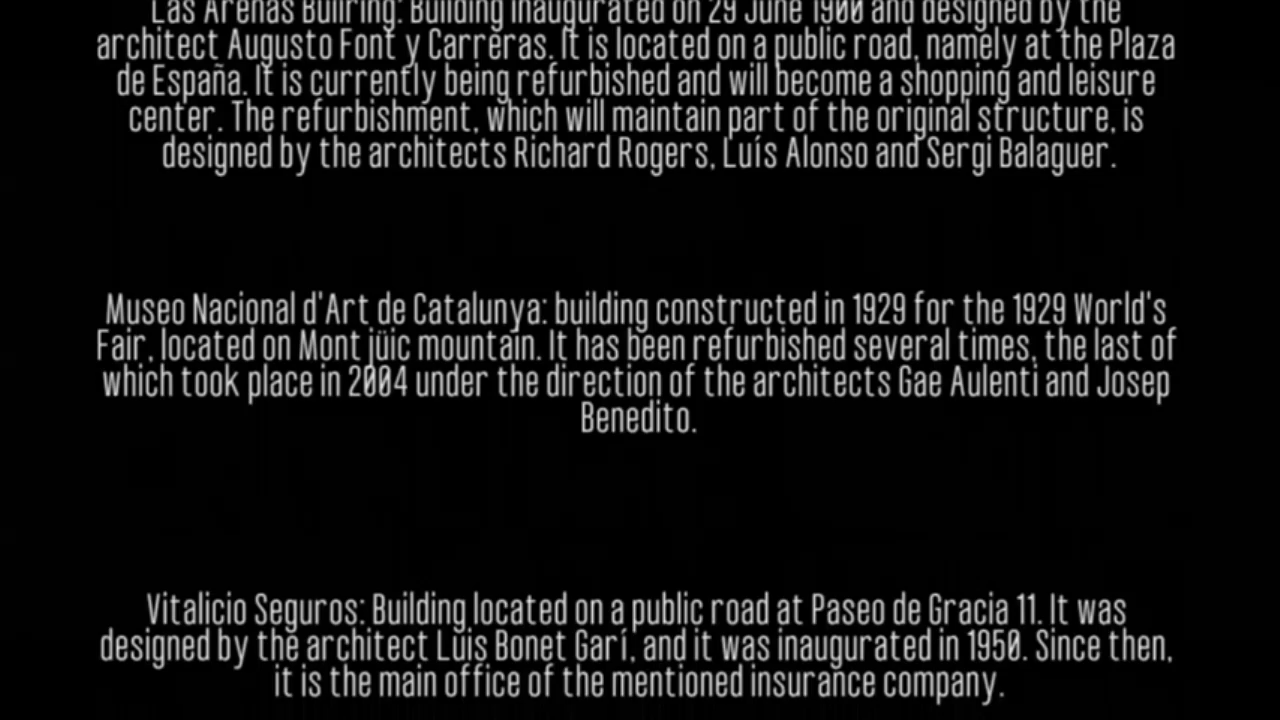 Las Arenas Bullring: Building inaugurated on 29 June 1900 and designed by the
architect Augusto Font y Carreras. It is located on a public road, namely at the Plaza
de España. It is currently being refurbished and will become a shopping and leisure
center. The refurbishment, which will maintain part of the original structure, is
designed by the architects Richard Rogers, Luís Alonso and Sergi Balaguer.
Museo Nacional d'Art de Catalunya: building constructed in 1929 for the 1929 World's
Fair, located on Montjüic mountain. It has been refurbished several times, the last of
which took place in 2004 under the direction of the architects Gae Aulenti and Josep
Benedito.
Vitalicio Seguros: Building located on a public road at Paseo de Gracia 11. It was
designed by the architect Luis Bonet Garí, and it was inaugurated in 1950. Since then,
it is the main office of the mentioned insurance company.